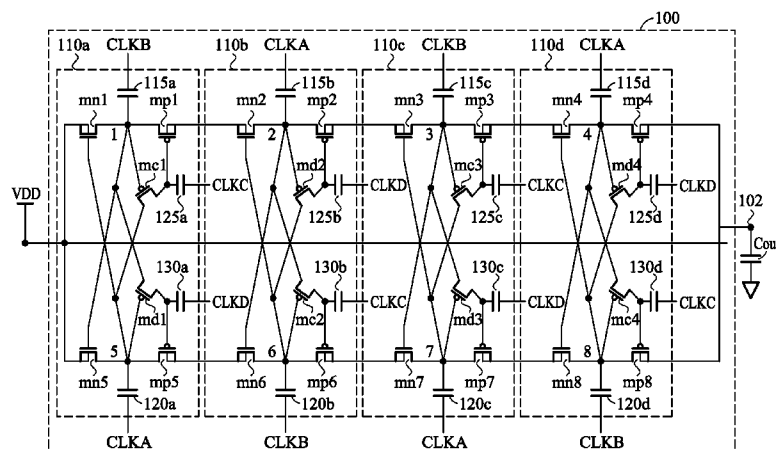 100
110a CLKB 110b CLKA 110c CLKB 110d CLKA
115a 115b 115c 115d
mn1 mp1 mn2 mp2 mn3 mp3 mn4 mp4
1 2 3 4
mc1 md2 mc3 md4
VDD CLKC CLKD CLKC CLKD
125a 125b 125c 125d 102
Cou
130a 130b 130c 130d
CLKD CLKC CLKD CLKC
md1 mc2 md3 mc4
5 6 7 8
mn5 mp5 mn6 mp6 mn7 mp7 mn8 mp8
120a 120b 120c 120d
CLKA CLKB CLKA CLKB